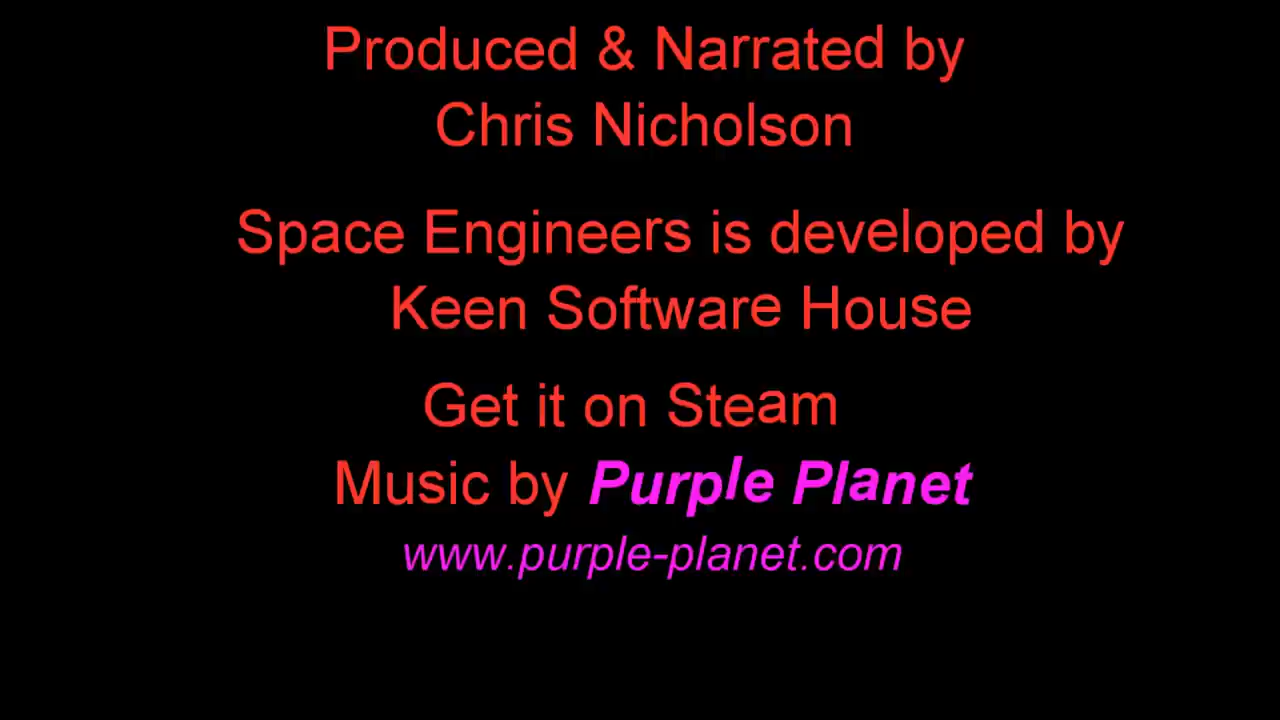 Produced & Narrated by
Chris Nicholson
Space Engineers is developed by
Keen Software House
Get it on Steam
Music by Purple Planet
www.purple-planet.com